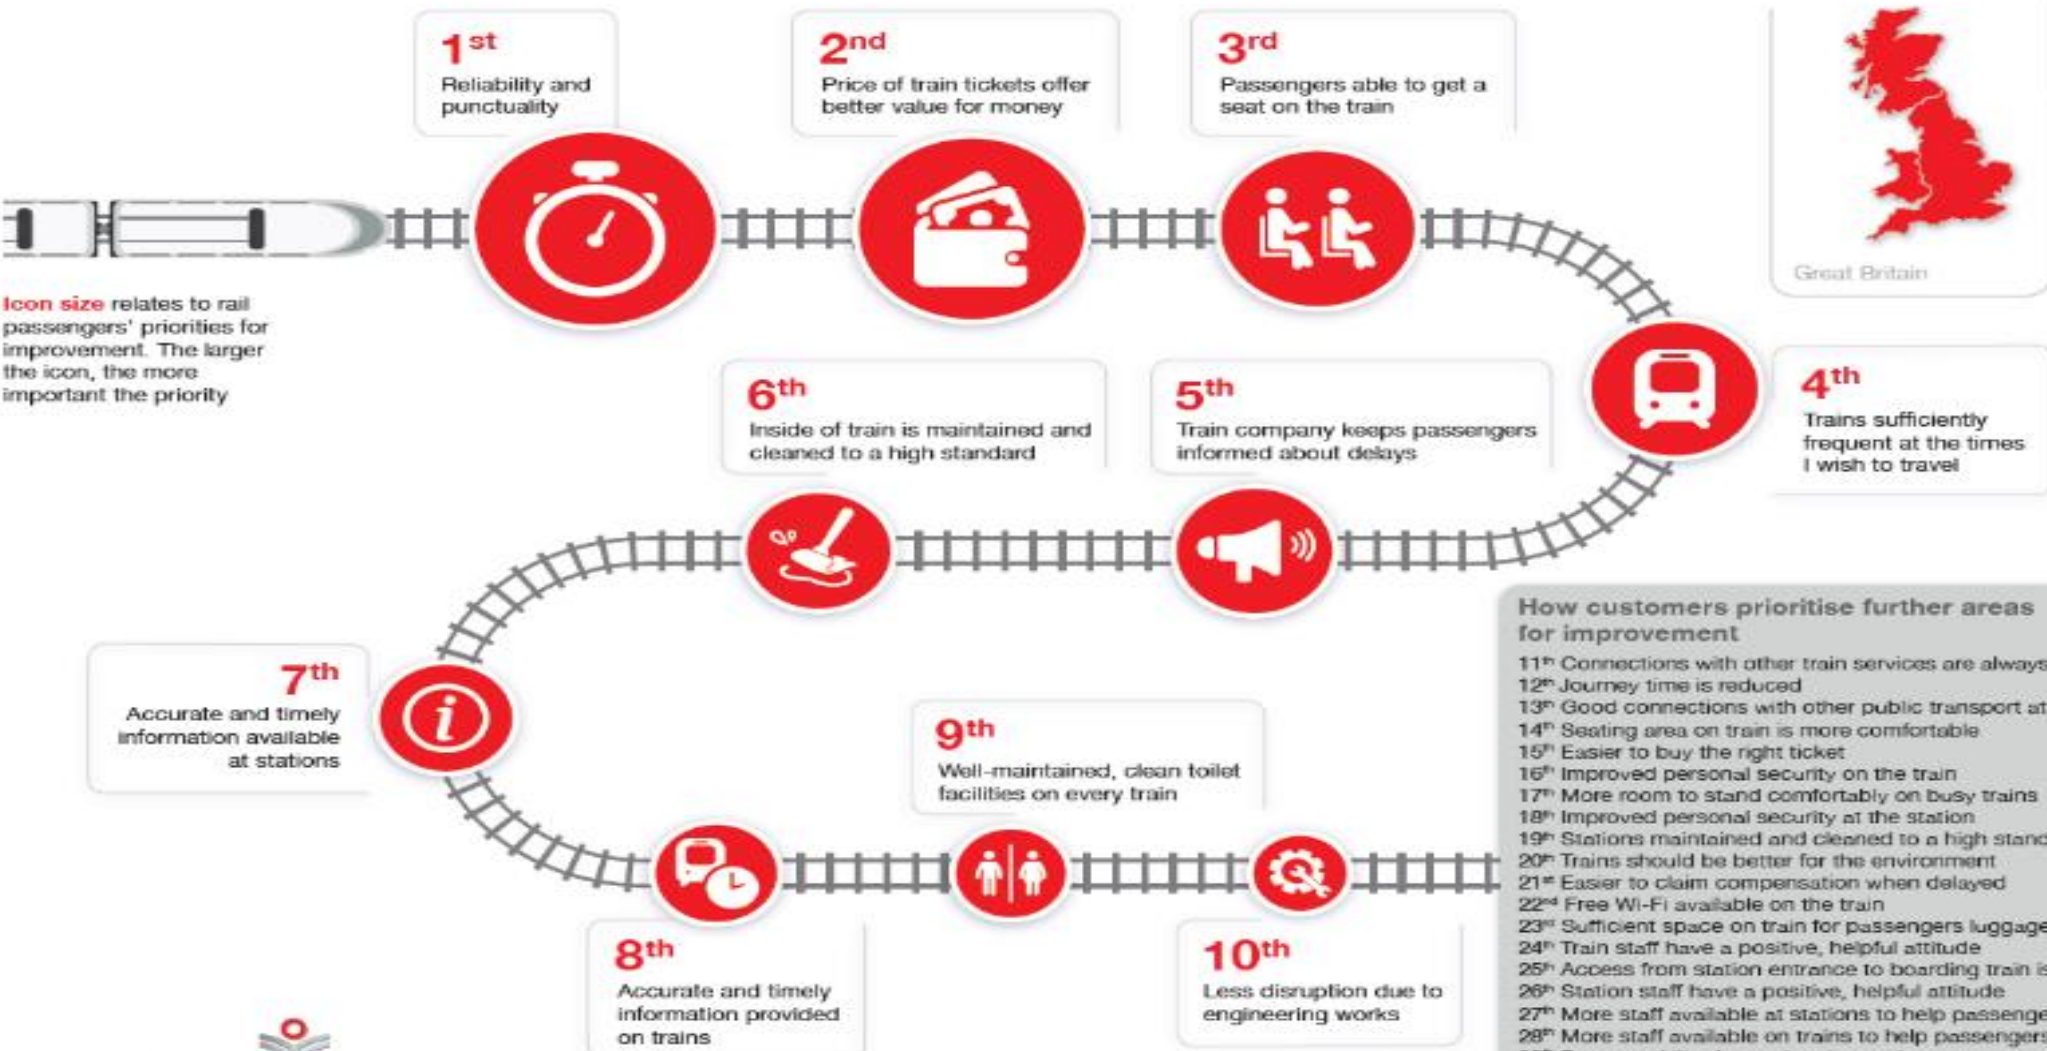 1st
Reliability and
punctuality
2nd
Price of train tickets offer
better value for money
3rd
Passengers able to get a
seat on the train
Great Britain
Icon size relates to rail
passengers' priorities for
improvement. The larger
the icon, the more
important the priority
4th
Trains sufficiently
frequent at the times
I wish to travel
5th
Train company keeps passengers
informed about delays
6th
Inside of train is maintained and
cleaned to a high standard
7th
Accurate and timely
information available
at stations
8th
Accurate and timely
information provided
on trains
9th
Well-maintained, clean toilet
facilities on every train
10th
Less disruption due to
engineering works
How customers prioritise further areas
for improvement
11th Connections with other train services are always
12th Journey time is reduced
13th Good connections with other public transport at
14th Seating area on train is more comfortable
15th Easier to buy the right ticket
16th Improved personal security on the train
17th More room to stand comfortably on busy trains
18th Improved personal security at the station
19th Stations maintained and cleaned to a high stand
20th Trains should be better for the environment
21st Easier to claim compensation when delayed
22nd Free Wi-Fi available on the train
23rd Sufficient space on train for passengers luggage
24th Train staff have a positive, helpful attitude
25th Access from station entrance to boarding train is
26th Station staff have a positive, helpful attitude
27th More staff available at stations to help passenge
28th More staff available on trains to help passengers